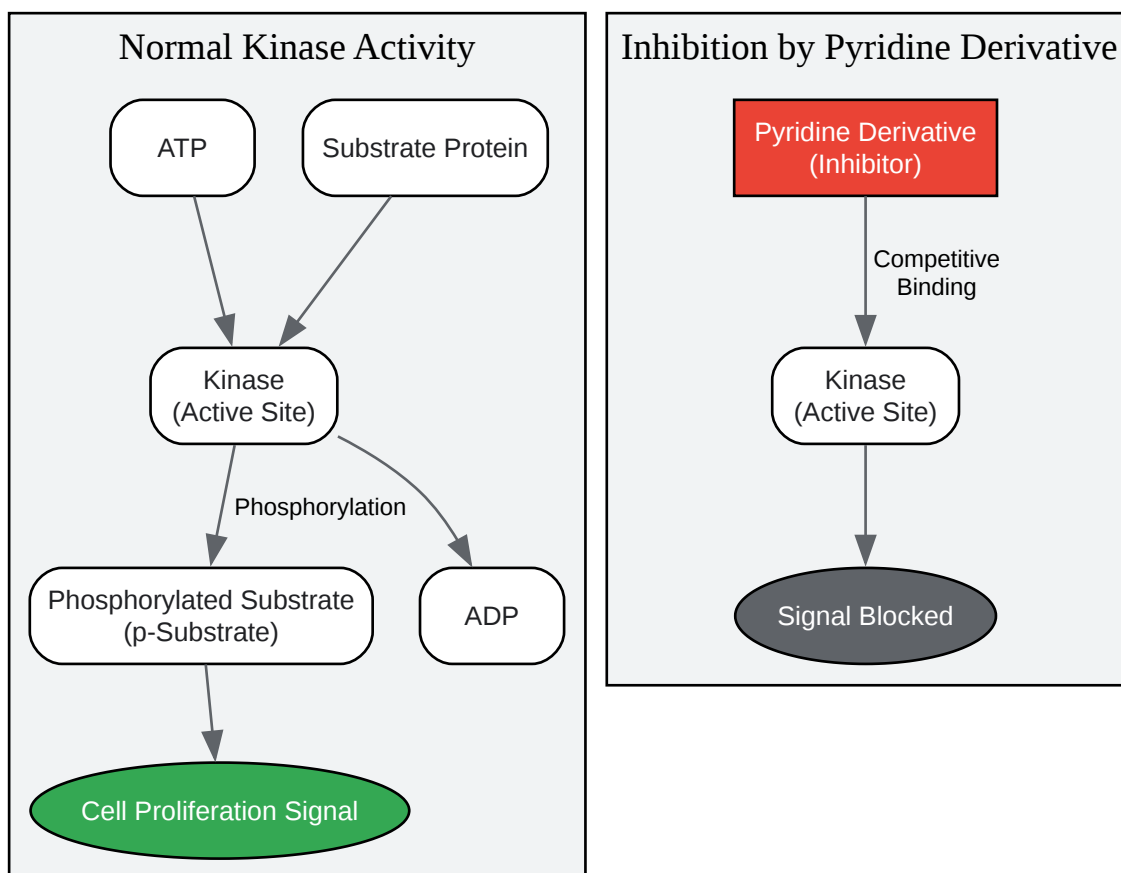 Normal Kinase Activity
ATP
Substrate Protein
Kinase
(Active Site)
Phosphorylation
Phosphorylated Substrate
(p-Substrate)
ADP
Cell Proliferation Signal
Inhibition by Pyridine Derivative
Pyridine Derivative
(Inhibitor)
Competitive
Binding
Kinase
(Active Site)
Signal Blocked